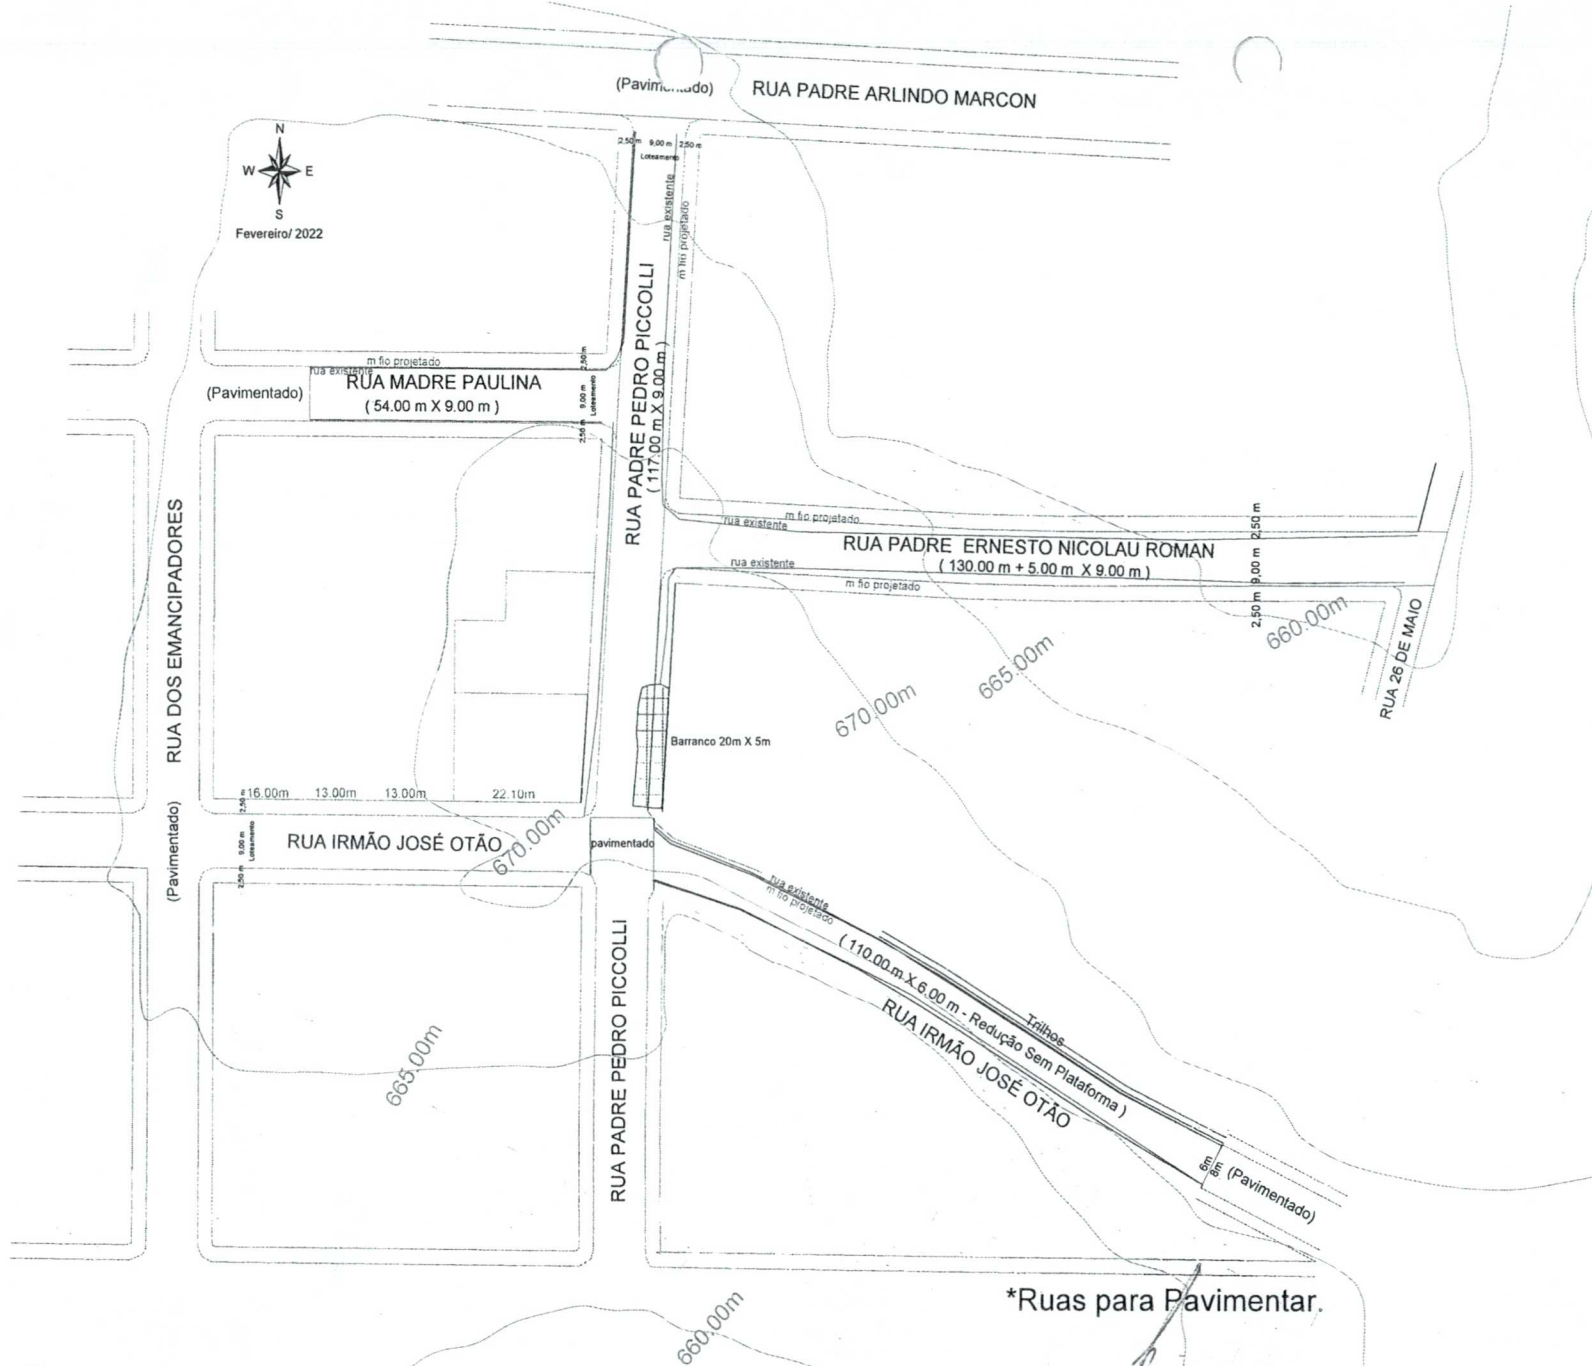 (Pavim
RUA PADRE ARLINDO MARCON
N
W E
S
Fevereiro/ 2022
2,50 m 9,00 m 2,50 m
Loteamento
rua existente
m fio projetado
RUA PADRE PEDRO PICCOLLI
( 117.00 m X 9.00 m )
m fio projetado
rua existente
RUA MADRE PAULINA
( 54.00 m X 9.00 m )
(Pavimentado)
2,50 m
9,00 m
Loteamento
2,50 m
m fio projetado
rua existente
RUA PADRE ERNESTO NICOLAU ROMAN
( 130.00 m + 5.00 m X 9.00 m )
rua existente
m fio projetado
2,50 m
9,00 m
2,50 m
660.00m
665.00m
670.00m
RUA 26 DE MAIO
RUA DOS EMANCIPADORES
(Pavimentado)
Barranco 20m X 5m
16.00m 13.00m 13.00m 22.10m
2,50 m
9,00 m
Loteamento
2,50 m
RUA IRMÃO JOSÉ OTÃO
670.00m
pavimentado
rua existente
m fio projetado
( 110.00 m X 6.00 m - Redução Sem Plataforma )
Trilhos
RUA IRMÃO JOSÉ OTÃO
6m
8m
(Pavimentado)
RUA PADRE PEDRO PICCOLLI
665.00m
660.00m
*Ruas para Pavimentar.